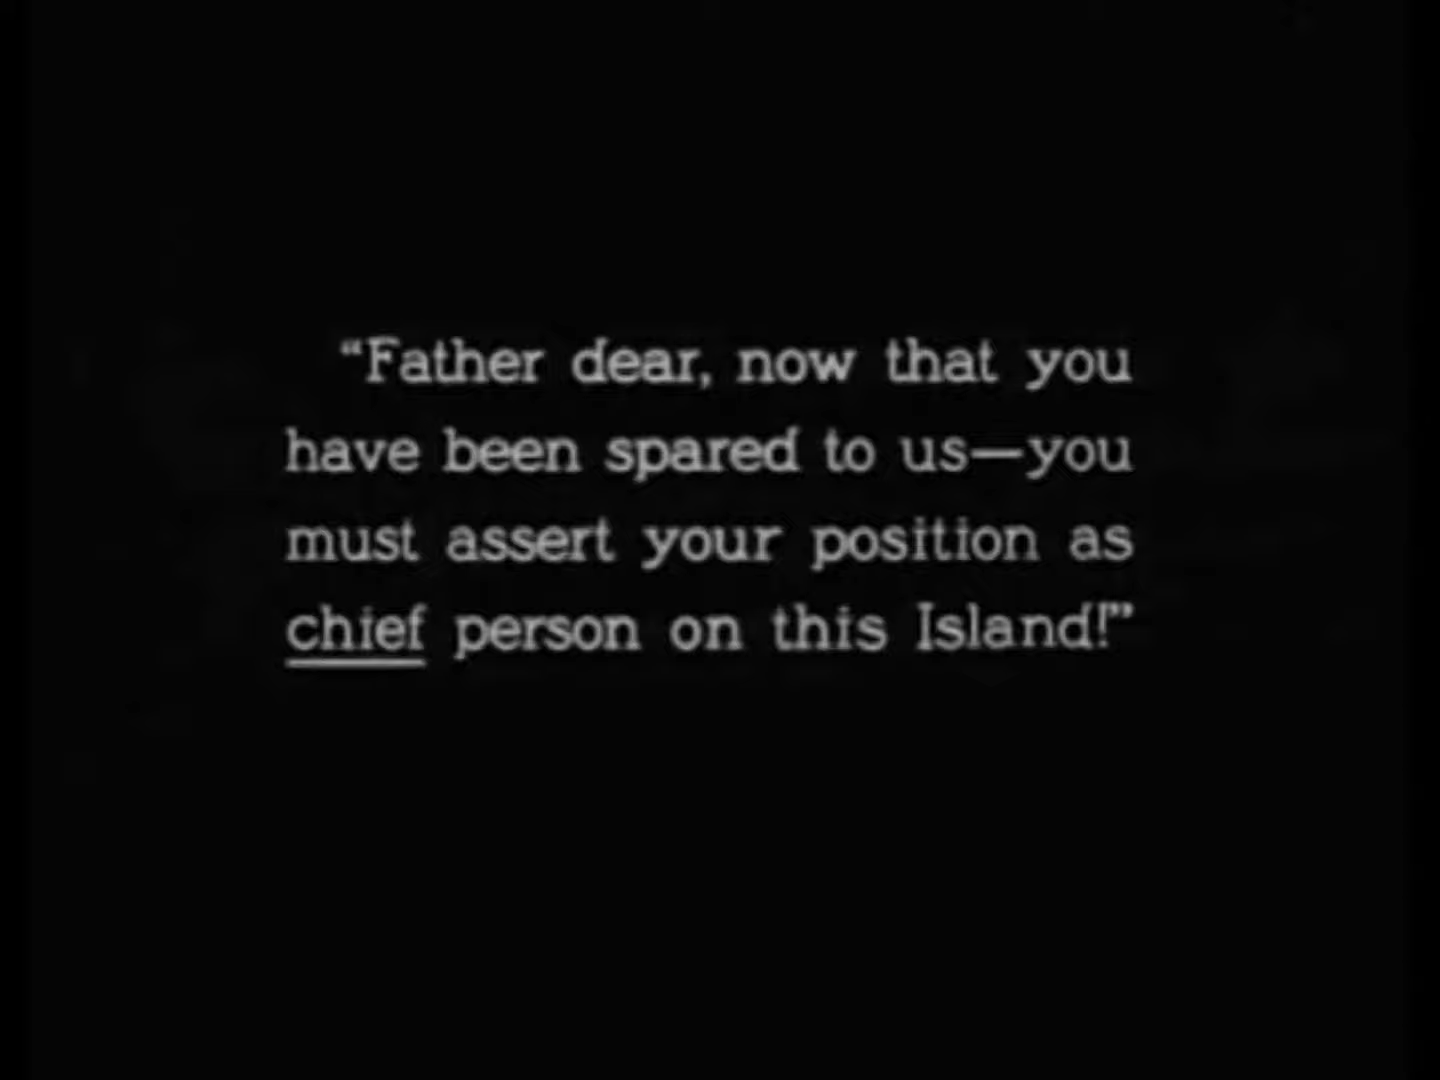 “Father dear, now that you
have been spared to us—you
must assert your position as
chief person on this Island!”